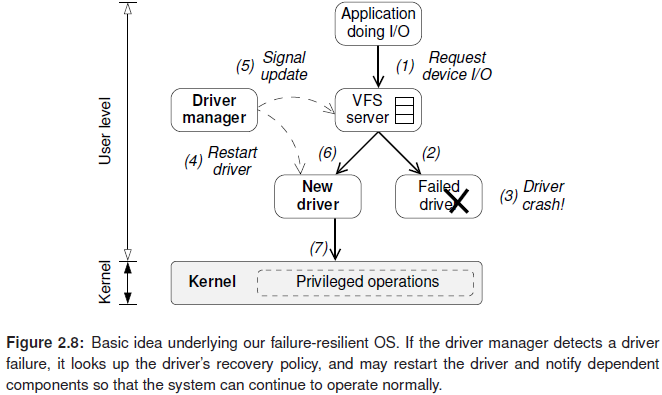 Application
doing I/O
(5) Signal
update
(1) Request
device I/O
Driver
manager
VFS
server
User level
(4) Restart
driver
(6)
(2)
New
driver
Failed
driver
(3) Driver
crash!
(7)
Kernel
Kernel
Privileged operations
Figure 2.8: Basic idea underlying our failure-resilient OS. If the driver manager detects a driver
failure, it looks up the driver's recovery policy, and may restart the driver and notify dependent
components so that the system can continue to operate normally.